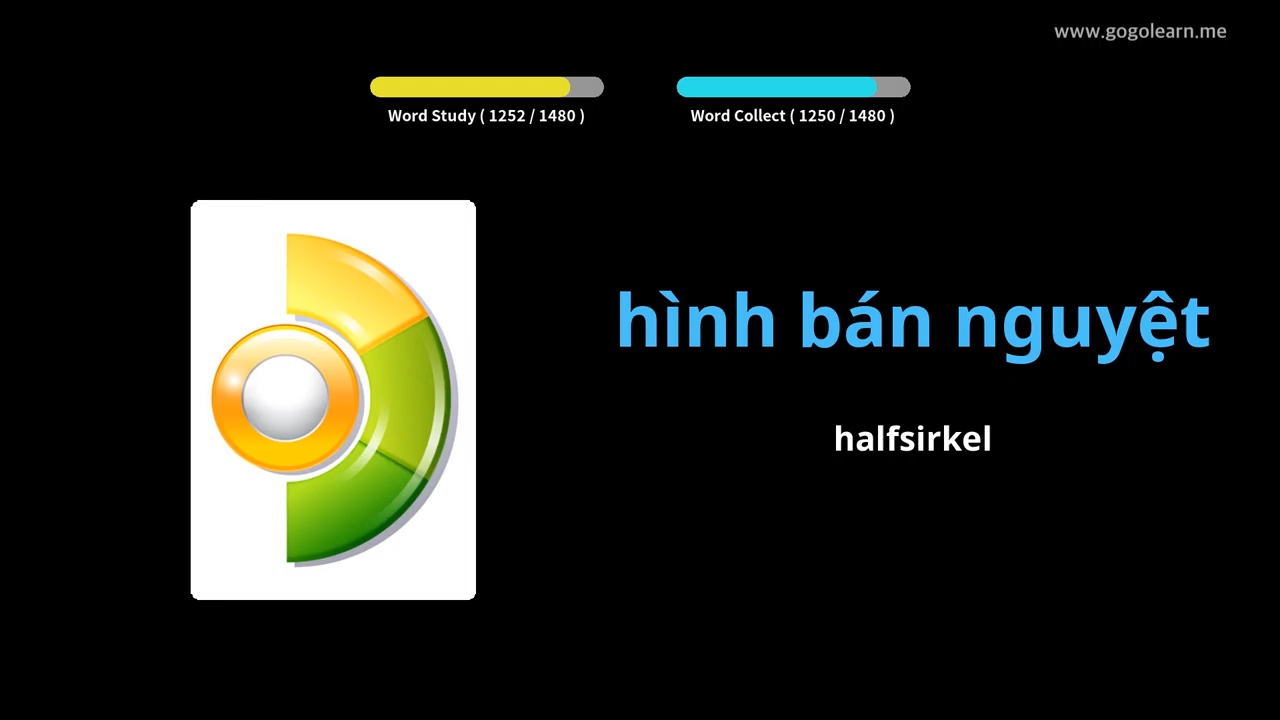 www.gogolearn.me
Word Study ( 1252 / 1480 )
Word Collect ( 1250 / 1480 )
hình bán nguyệt
halfsirkel